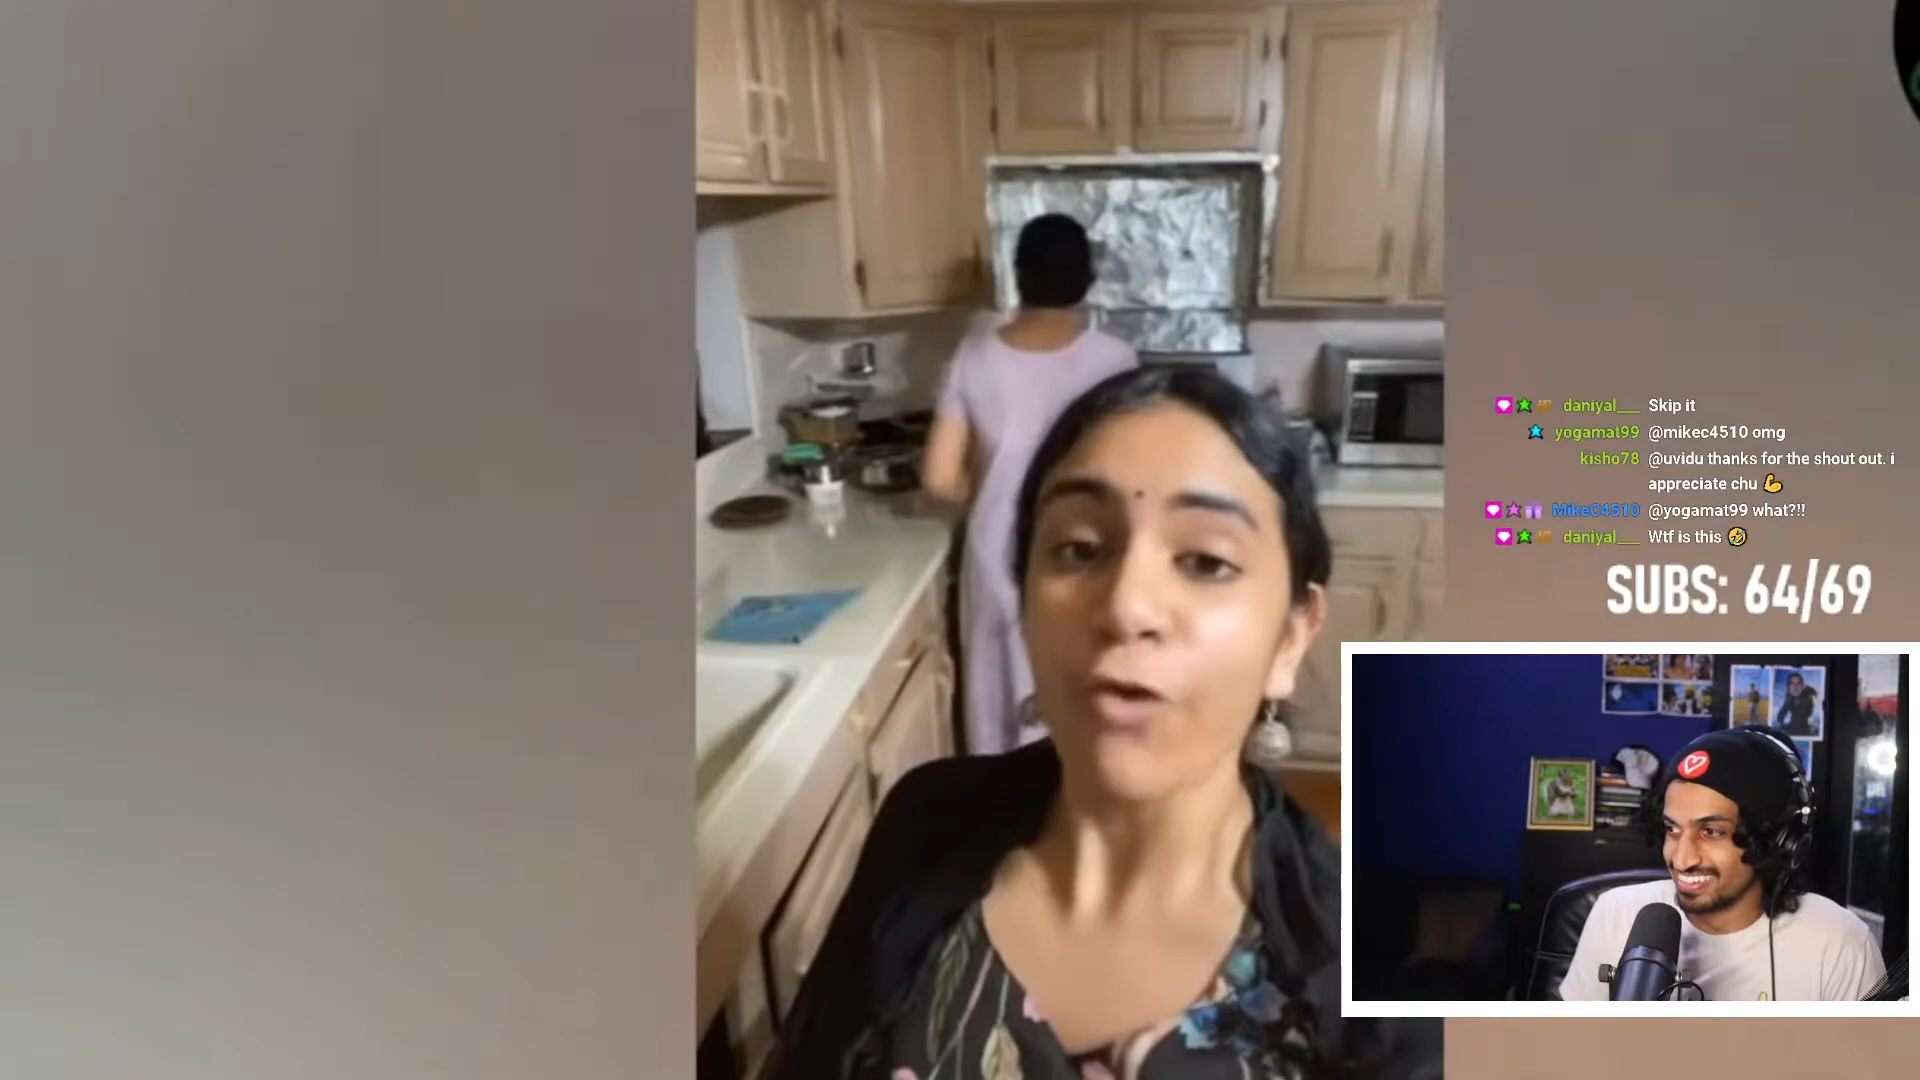 daniyal___ Skip it
yogamat99 @mikec4510 omg
kisho78 @uvidu thanks for the shout out. i
appreciate chu 💪
MikeC4510 @yogamat99 what?!!
daniyal___ Wtf is this 🤣
SUBS: 64/69